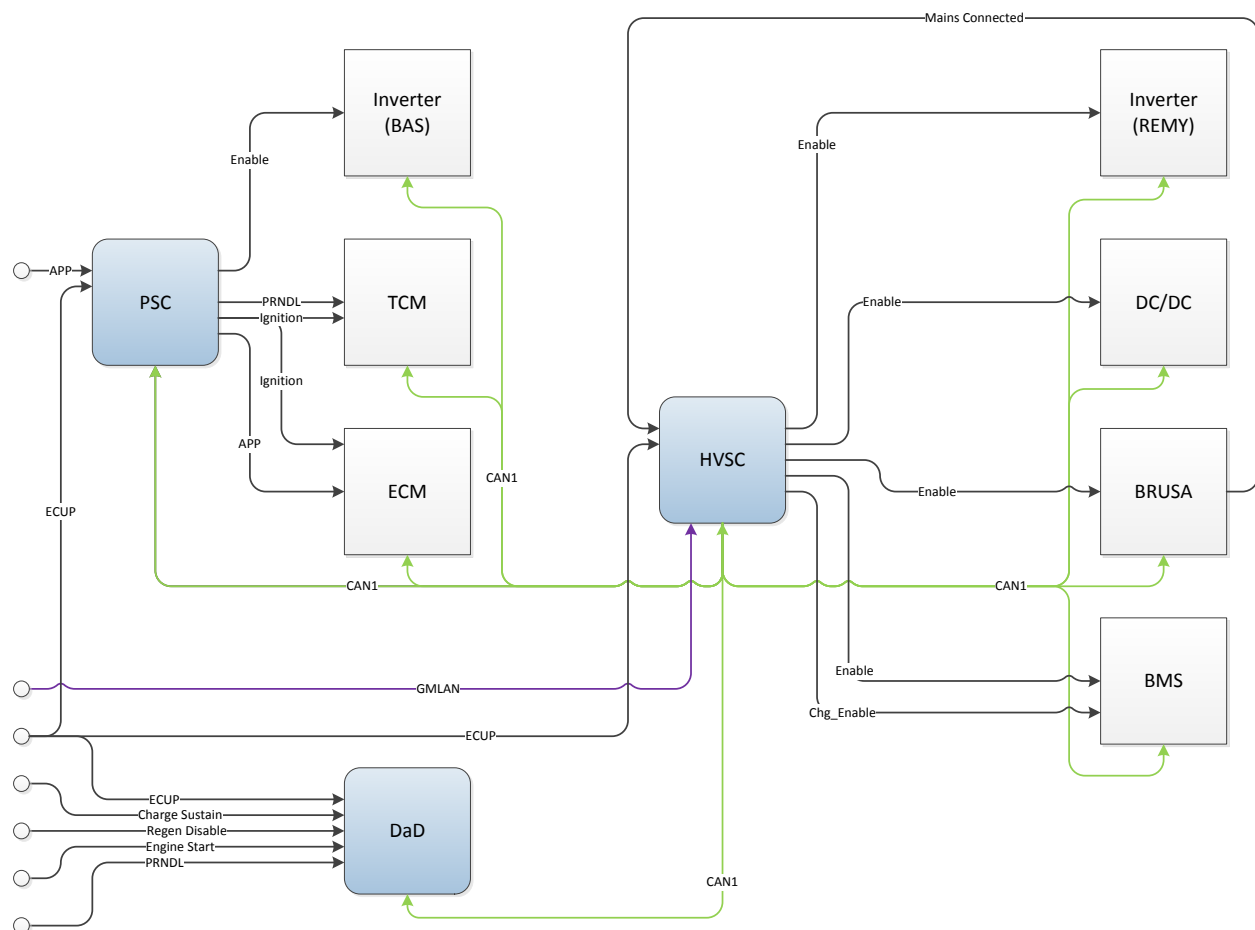 Mains Connected
Inverter
(BAS)
Inverter
(REMY)
Enable
Enable
APP
PSC
PRNDL
Ignition
TCM
Enable
DC/DC
Ignition
APP
ECM
CAN1
HVSC
Enable
BRUSA
ECUP
CAN1
CAN1
GMLAN
Enable
BMS
Chg_Enable
ECUP
ECUP
Charge Sustain
Regen Disable
Engine Start
PRNDL
DaD
CAN1